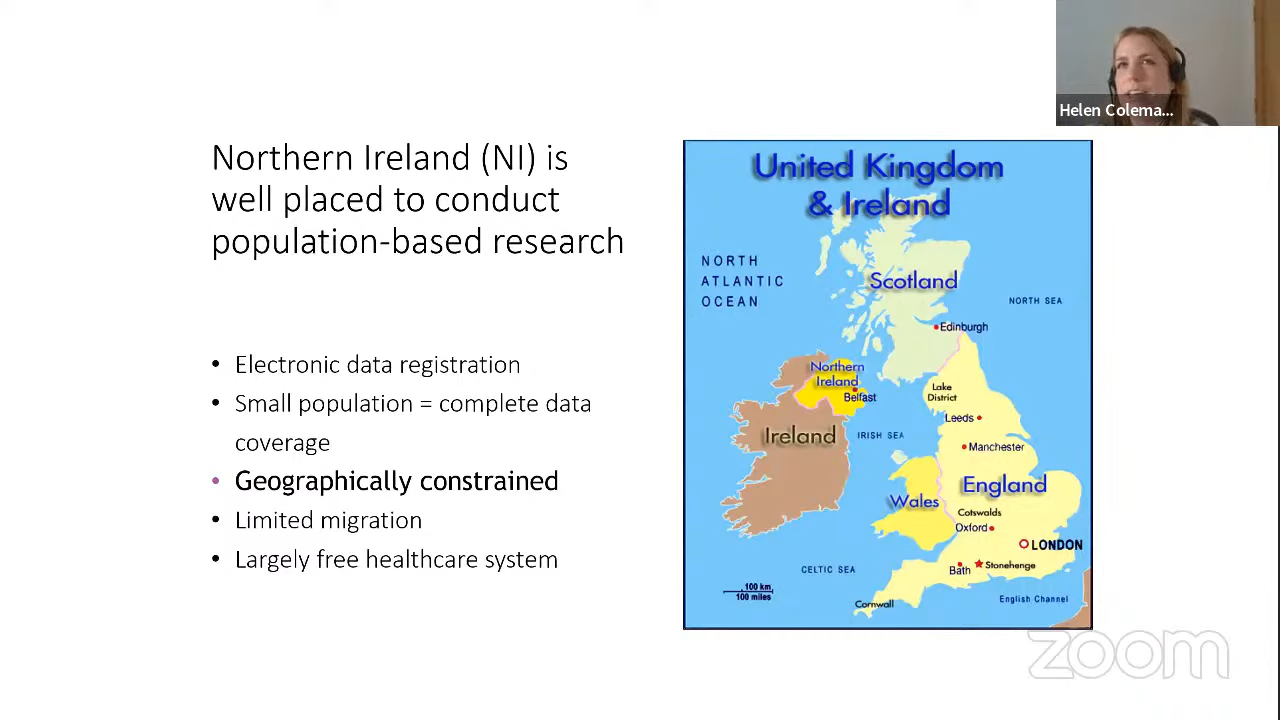 Helen Colema...
Northern Ireland (NI) is
well placed to conduct
population-based research
• Electronic data registration
• Small population = complete data
coverage
• Geographically constrained
• Limited migration
• Largely free healthcare system
United Kingdom
& Ireland
NORTH
ATLANTIC
OCEAN
Scotland
NORTH SEA
Edinburgh
Northern
Ireland
Belfast
Lake
District
Leeds
Ireland
IRISH SEA
Manchester
Wales
England
Cotswalds
Oxford
LONDON
CELTIC SEA
Bath
Stonehenge
100 km
100 miles
Cornwall
English Channel
zoom